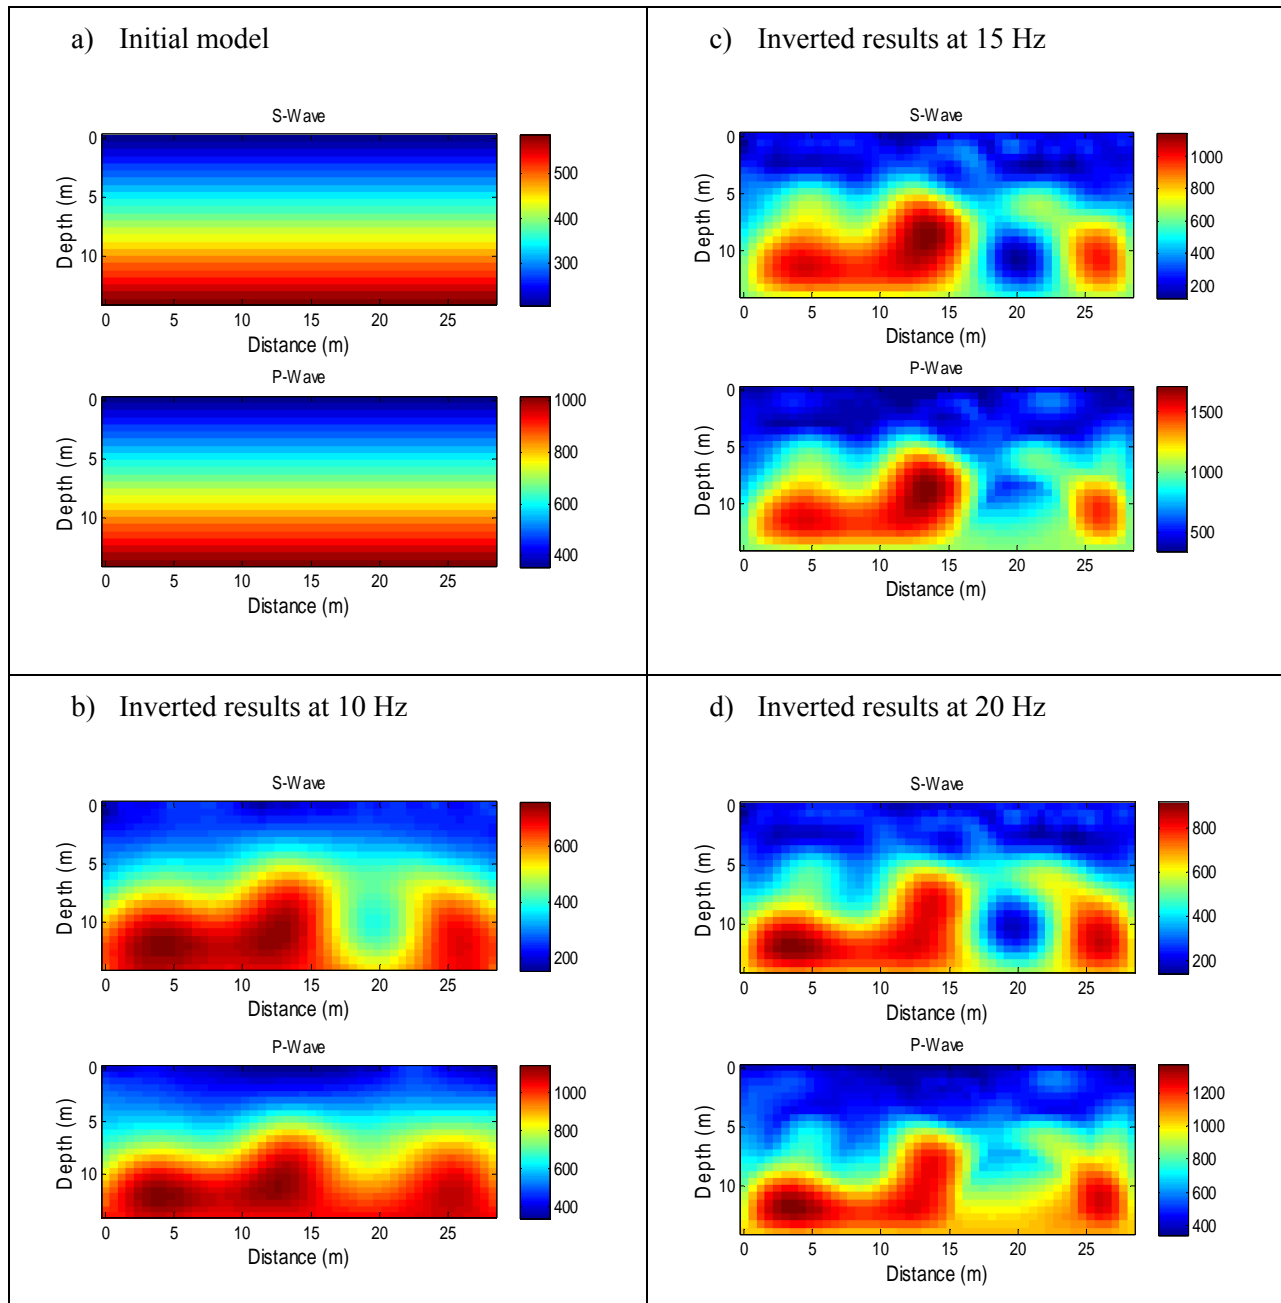 a) Initial model
S-Wave
0
5
10
Depth (m)
500
400
300
0 5 10 15 20 25
Distance (m)
P-Wave
0
5
10
Depth (m)
1000
800
600
400
0 5 10 15 20 25
Distance (m)
c) Inverted results at 15 Hz
S-Wave
0
5
10
Depth (m)
1000
800
600
400
200
0 5 10 15 20 25
Distance (m)
P-Wave
0
5
10
Depth (m)
1500
1000
500
0 5 10 15 20 25
Distance (m)
b) Inverted results at 10 Hz
S-Wave
0
5
10
Depth (m)
600
400
200
0 5 10 15 20 25
Distance (m)
P-Wave
0
5
10
Depth (m)
1000
800
600
400
0 5 10 15 20 25
Distance (m)
d) Inverted results at 20 Hz
S-Wave
0
5
10
Depth (m)
800
600
400
200
0 5 10 15 20 25
Distance (m)
P-Wave
0
5
10
Depth (m)
1200
1000
800
600
400
0 5 10 15 20 25
Distance (m)